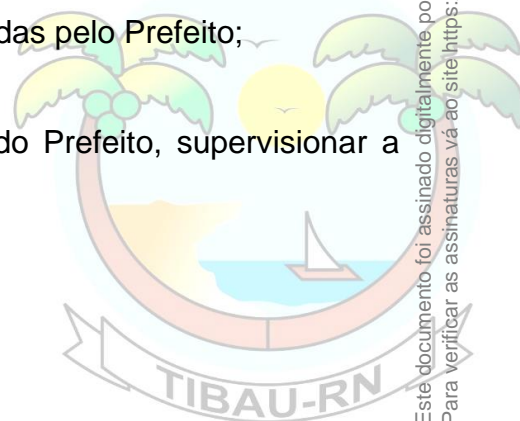 das pelo Prefeito;
do Prefeito, supervisionar a
TIBAU-RN
Este documento foi assinado digitalmente po
Para verificar as assinaturas vá ao site https: